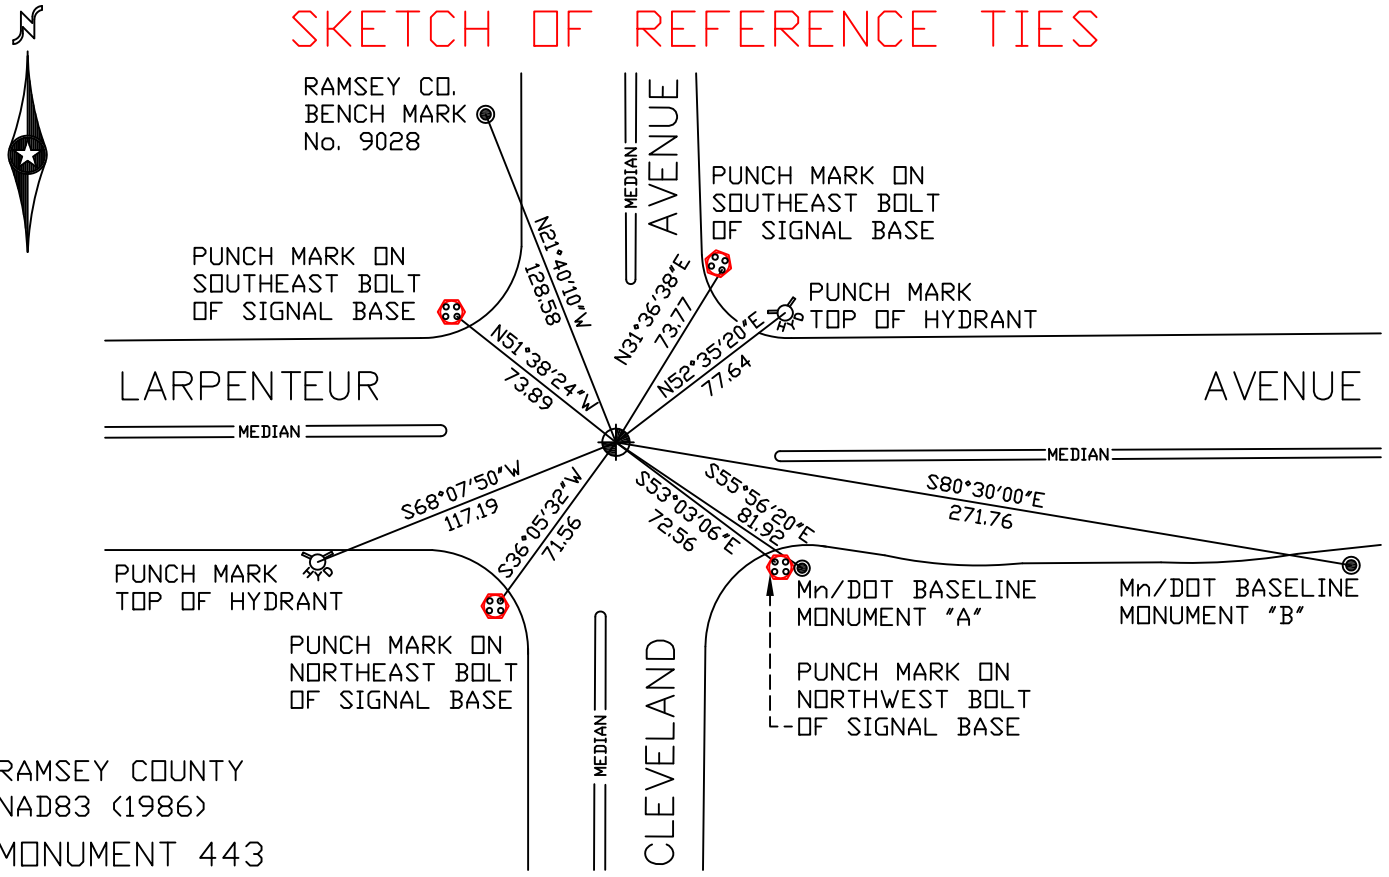 N
SKETCH OF REFERENCE TIES
RAMSEY CO.
BENCH MARK
No. 9028
MEDIAN
AVENUE
PUNCH MARK ON
SOUTHEAST BOLT
OF SIGNAL BASE
PUNCH MARK ON
SOUTHEAST BOLT
OF SIGNAL BASE
N21°40'10"W
128.58
N31°36'38"E
73.77
HYD
PUNCH MARK
TOP OF HYDRANT
N51°38'24"W
73.89
N52°35'20"E
77.64
LARPENTEUR
AVENUE
MEDIAN
MEDIAN
S68°07'50"W
117.19
S36°05'32"W
71.56
S53°03'06"E
72.56
S55°56'20"E
81.92
S80°30'00"E
271.76
HYD
PUNCH MARK
TOP OF HYDRANT
Mn/DOT BASELINE
MONUMENT "A"
Mn/DOT BASELINE
MONUMENT "B"
PUNCH MARK ON
NORTHEAST BOLT
OF SIGNAL BASE
PUNCH MARK ON
NORTHWEST BOLT
OF SIGNAL BASE
MEDIAN
CLEVELAND
RAMSEY COUNTY
NAD83 (1986)
MONUMENT 443